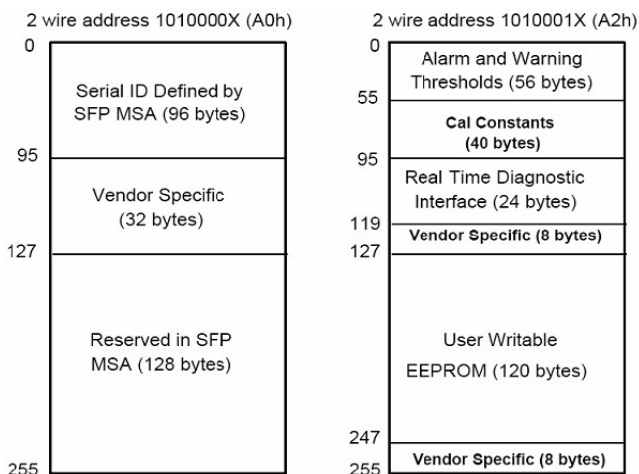 2 wire address 1010000X (A0h)
0
Serial ID Defined by
SFP MSA (96 bytes)
95
Vendor Specific
(32 bytes)
127
Reserved in SFP
MSA (128 bytes)
255
2 wire address 1010001X (A2h)
0
Alarm and Warning
Thresholds (56 bytes)
55
Cal Constants
(40 bytes)
95
Real Time Diagnostic
Interface (24 bytes)
119
Vendor Specific (8 bytes)
127
User Writable
EEPROM (120 bytes)
247
Vendor Specific (8 bytes)
255